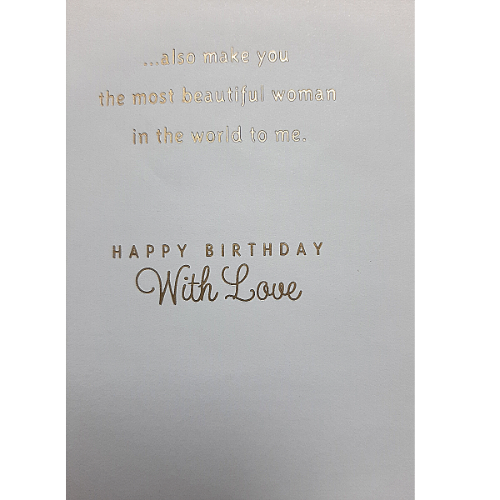 ...also make you
the most beautiful woman
in the world to me.
HAPPY BIRTHDAY
With Love